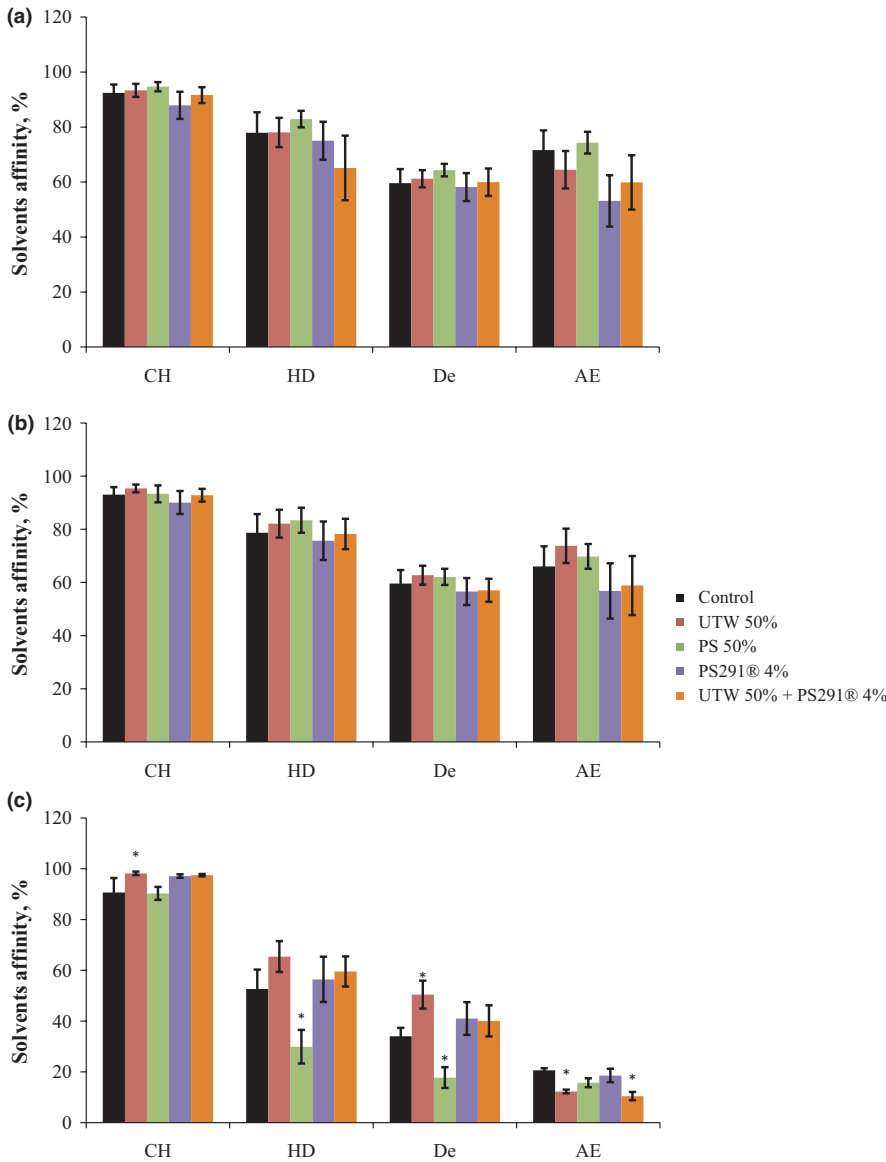 (a)
120
100
80
60
40
20
0
Solvents affinity, %
CH HD De AE
(b)
120
100
80
60
40
20
0
Solvents affinity, %
CH HD De AE
Control
UTW 50%
PS 50%
PS291® 4%
UTW 50% + PS291® 4%
(c)
120
100
80
60
40
20
0
Solvents affinity, %
* * * * * *
CH HD De AE